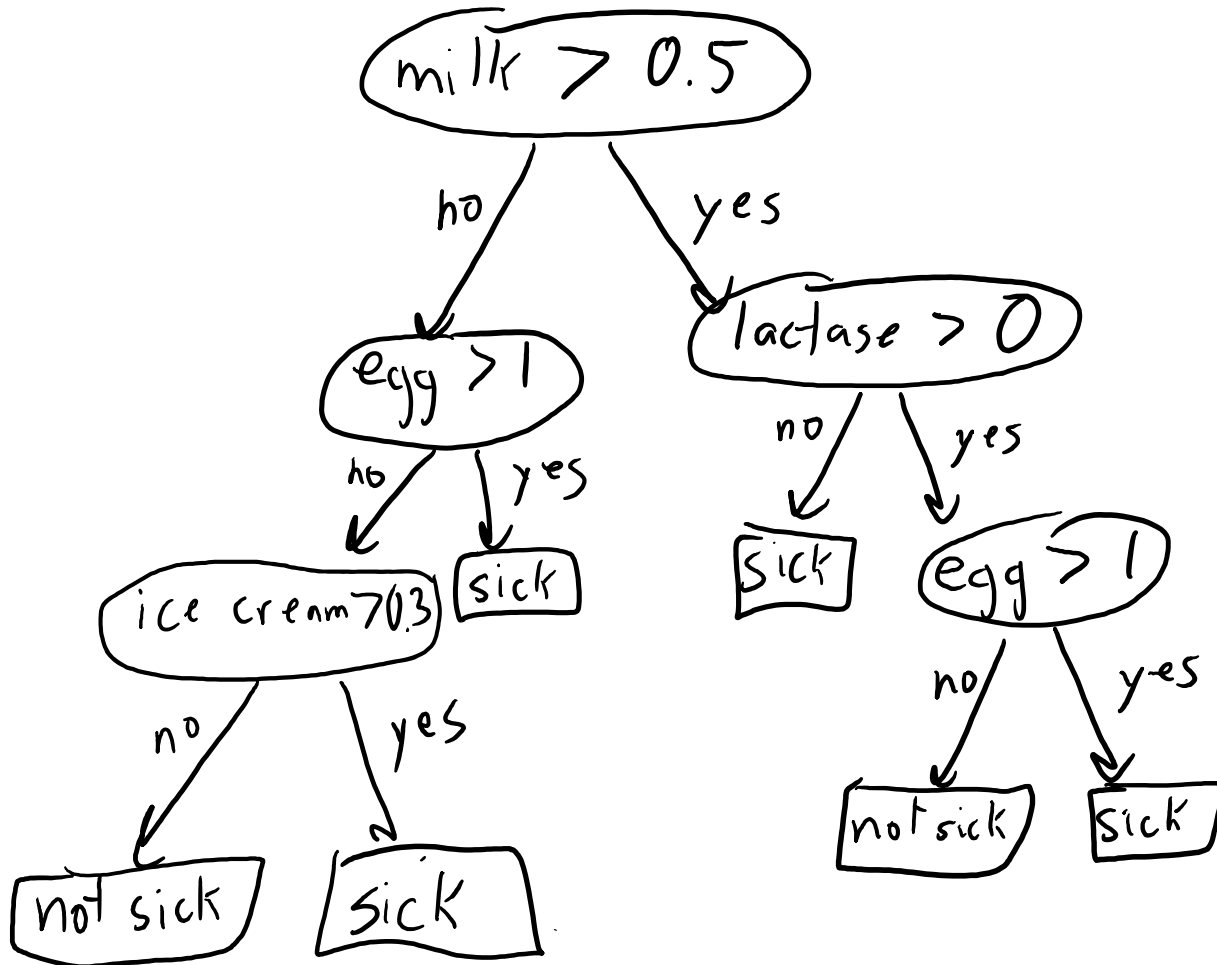 milk > 0.5
no
yes
lactase > 0
egg > 1
no
yes
no
yes
sick
sick
egg > 1
ice cream > 0.3
no
yes
no
yes
not sick
sick
not sick
sick